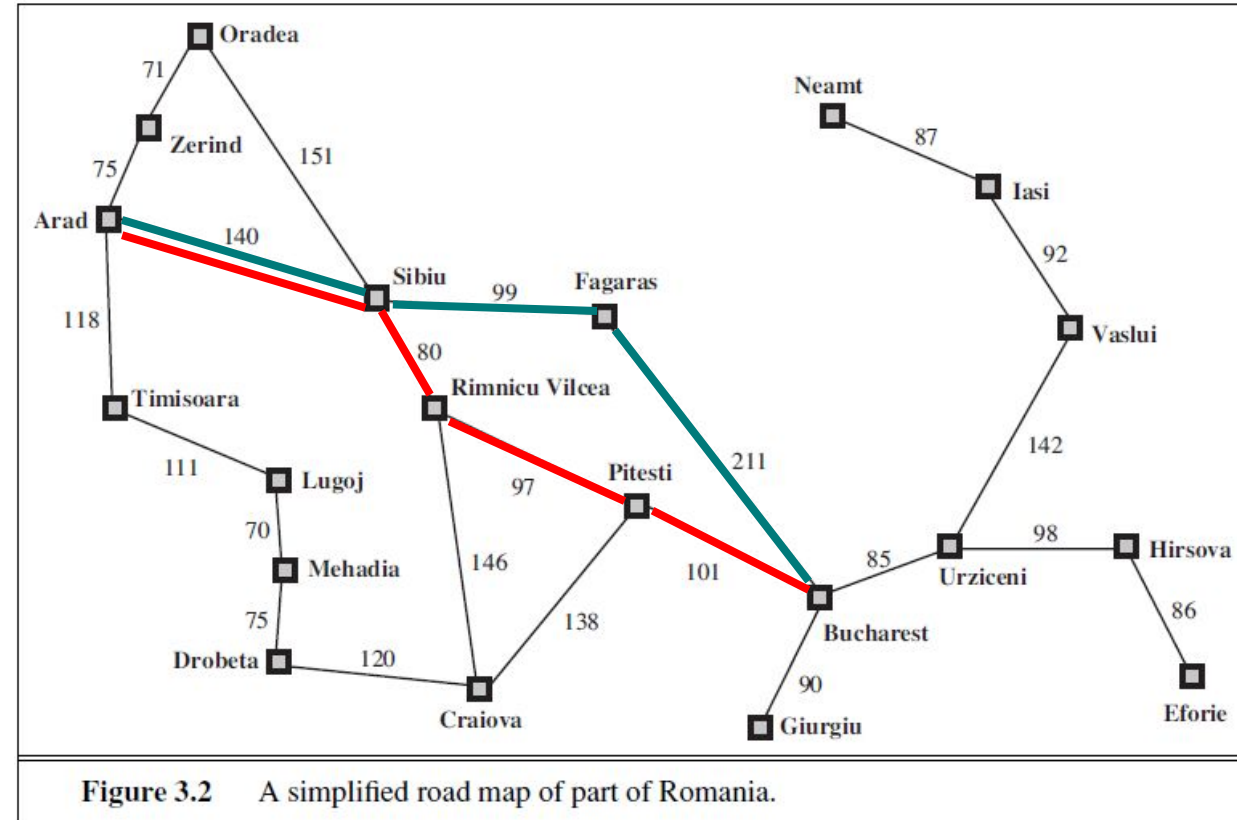 Oradea
71
Neamt
Zerind
87
75
151
Iasi
Arad
140
92
Sibiu
Fagaras
99
118
Vaslui
80
Timisoara
Rimnicu Vilcea
142
111
Lugoj
97
Pitesti
211
70
98
Hirsova
Mehadia
146
101
85
Urziceni
86
75
138
Bucharest
Drobeta
120
90
Craiova
Giurgiu
Eforie
Figure 3.2 A simplified road map of part of Romania.